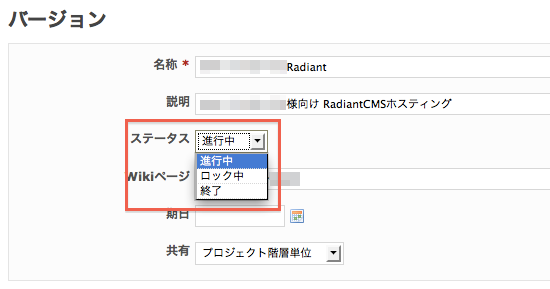 バージョン
名称 * Radiant
説明 様向け RadiantCMSホスティング
ステータス 進行中
進行中
ロック中
Wikiページ
終了
期日
共有 プロジェクト階層単位